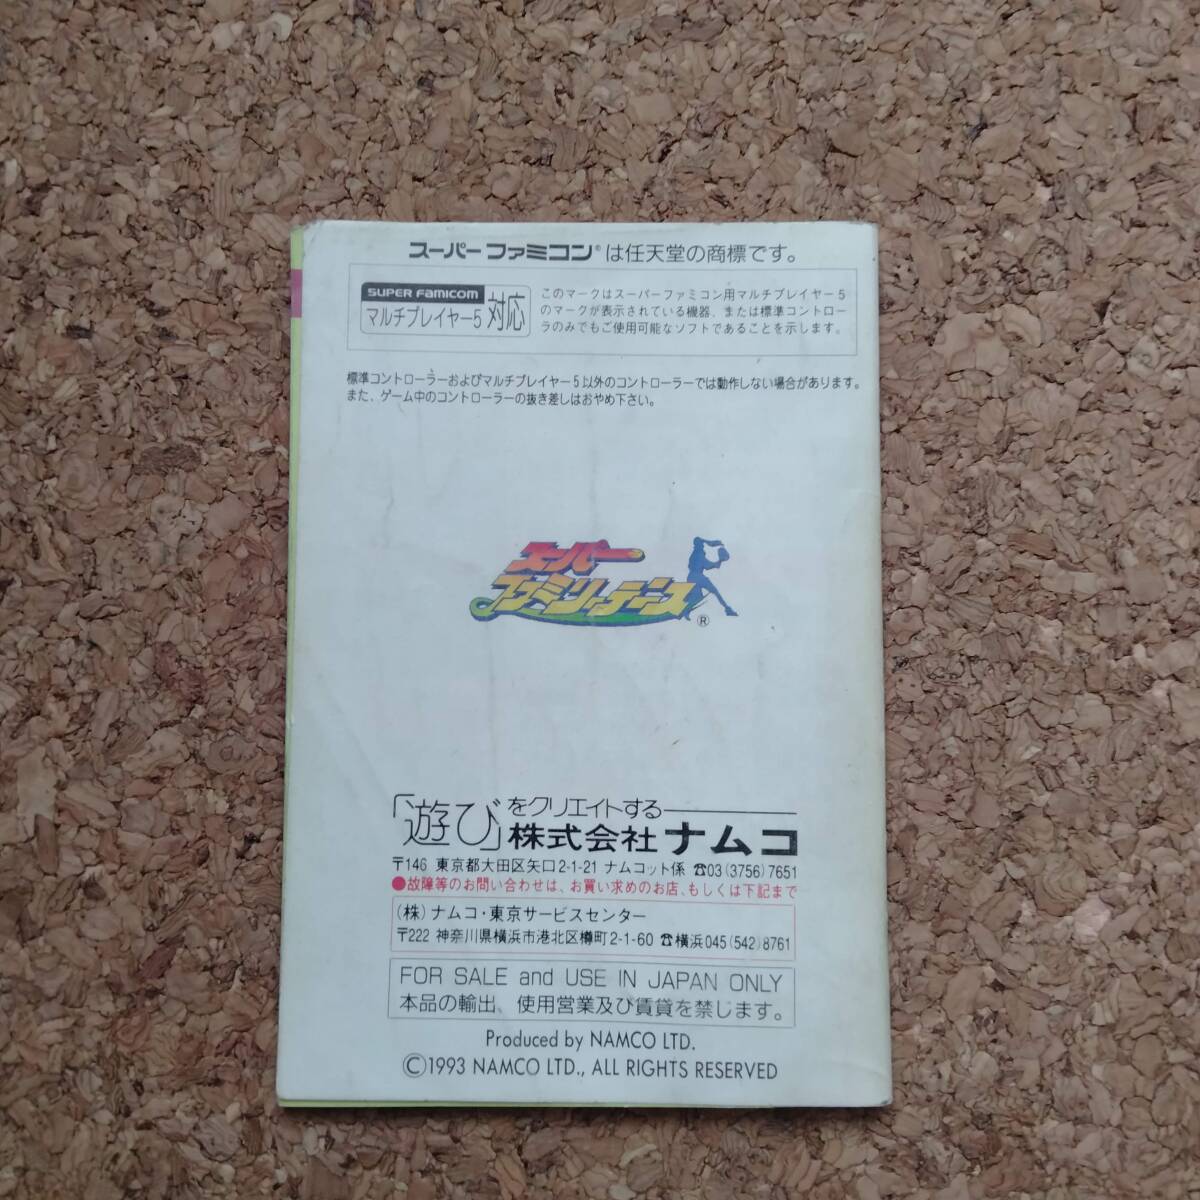 スーパーファミコン®は任天堂の商標です。
SUPER FAMICOM
マルチプレイヤー5 対応
このマークはスーパーファミコン用マルチプレイヤー5
のマークが表示されている機器、または標準コントロー
ラのみでもご使用可能なソフトであることを示します。
標準コントローラーおよびマルチプレイヤー5以外のコントローラーでは動作しない場合があります。
また、ゲーム中のコントローラーの抜き差しはおやめ下さい。
スーパー
ファミリーテニス
®
「遊び」をクリエイトする
株式会社ナムコ
〒146 東京都大田区矢口2-1-21 ナムコット係 ☎03(3756)7651
●故障等のお問い合わせは、お買い求めのお店、もしくは下記まで
(株)ナムコ・東京サービスセンター
〒222 神奈川県横浜市港北区樽町2-1-60 ☎横浜045(542)8761
FOR SALE and USE IN JAPAN ONLY
本品の輸出、使用営業及び賃貸を禁じます。
Produced by NAMCO LTD.
©1993 NAMCO LTD., ALL RIGHTS RESERVED